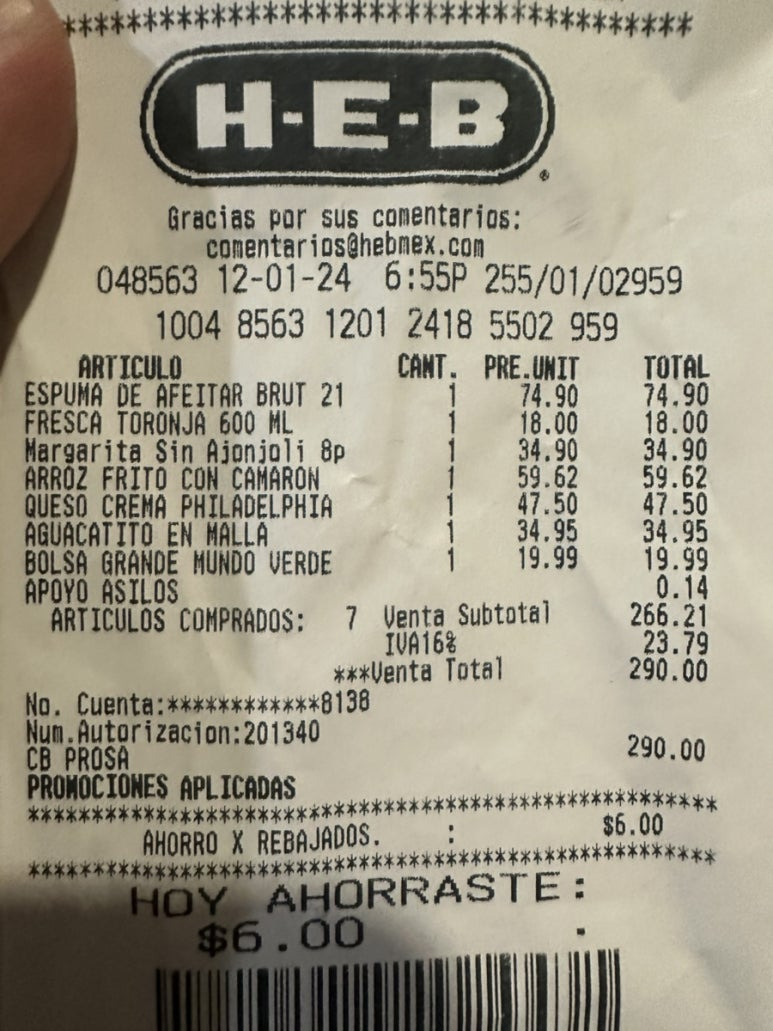 ************************************
H-E-B
Gracias por sus comentarios:
comentarios@hebmex.com
048563 12-01-24 6:55P 255/01/02959
1004 8563 1201 2418 5502 959
ARTICULO CANT. PRE.UNIT TOTAL
ESPUMA DE AFEITAR BRUT 21 1 74.90 74.90
FRESCA TORONJA 600 ML 1 18.00 18.00
Margarita Sin Ajonjoli 8p 1 34.90 34.90
ARROZ FRITO CON CAMARON 1 59.62 59.62
QUESO CREMA PHILADELPHIA 1 47.50 47.50
AGUACATITO EN MALLA 1 34.95 34.95
BOLSA GRANDE MUNDO VERDE 1 19.99 19.99
APOYO ASILOS 0.14
ARTICULOS COMPRADOS: 7 Venta Subtotal 266.21
IVA16% 23.79
***Venta Total 290.00
No. Cuenta:************8138
Num.Autorizacion:201340
CB PROSA 290.00
PROMOCIONES APLICADAS
********************************************
AHORRO X REBAJADOS. : $6.00
********************************************
HOY AHORRASTE:
$6.00 .